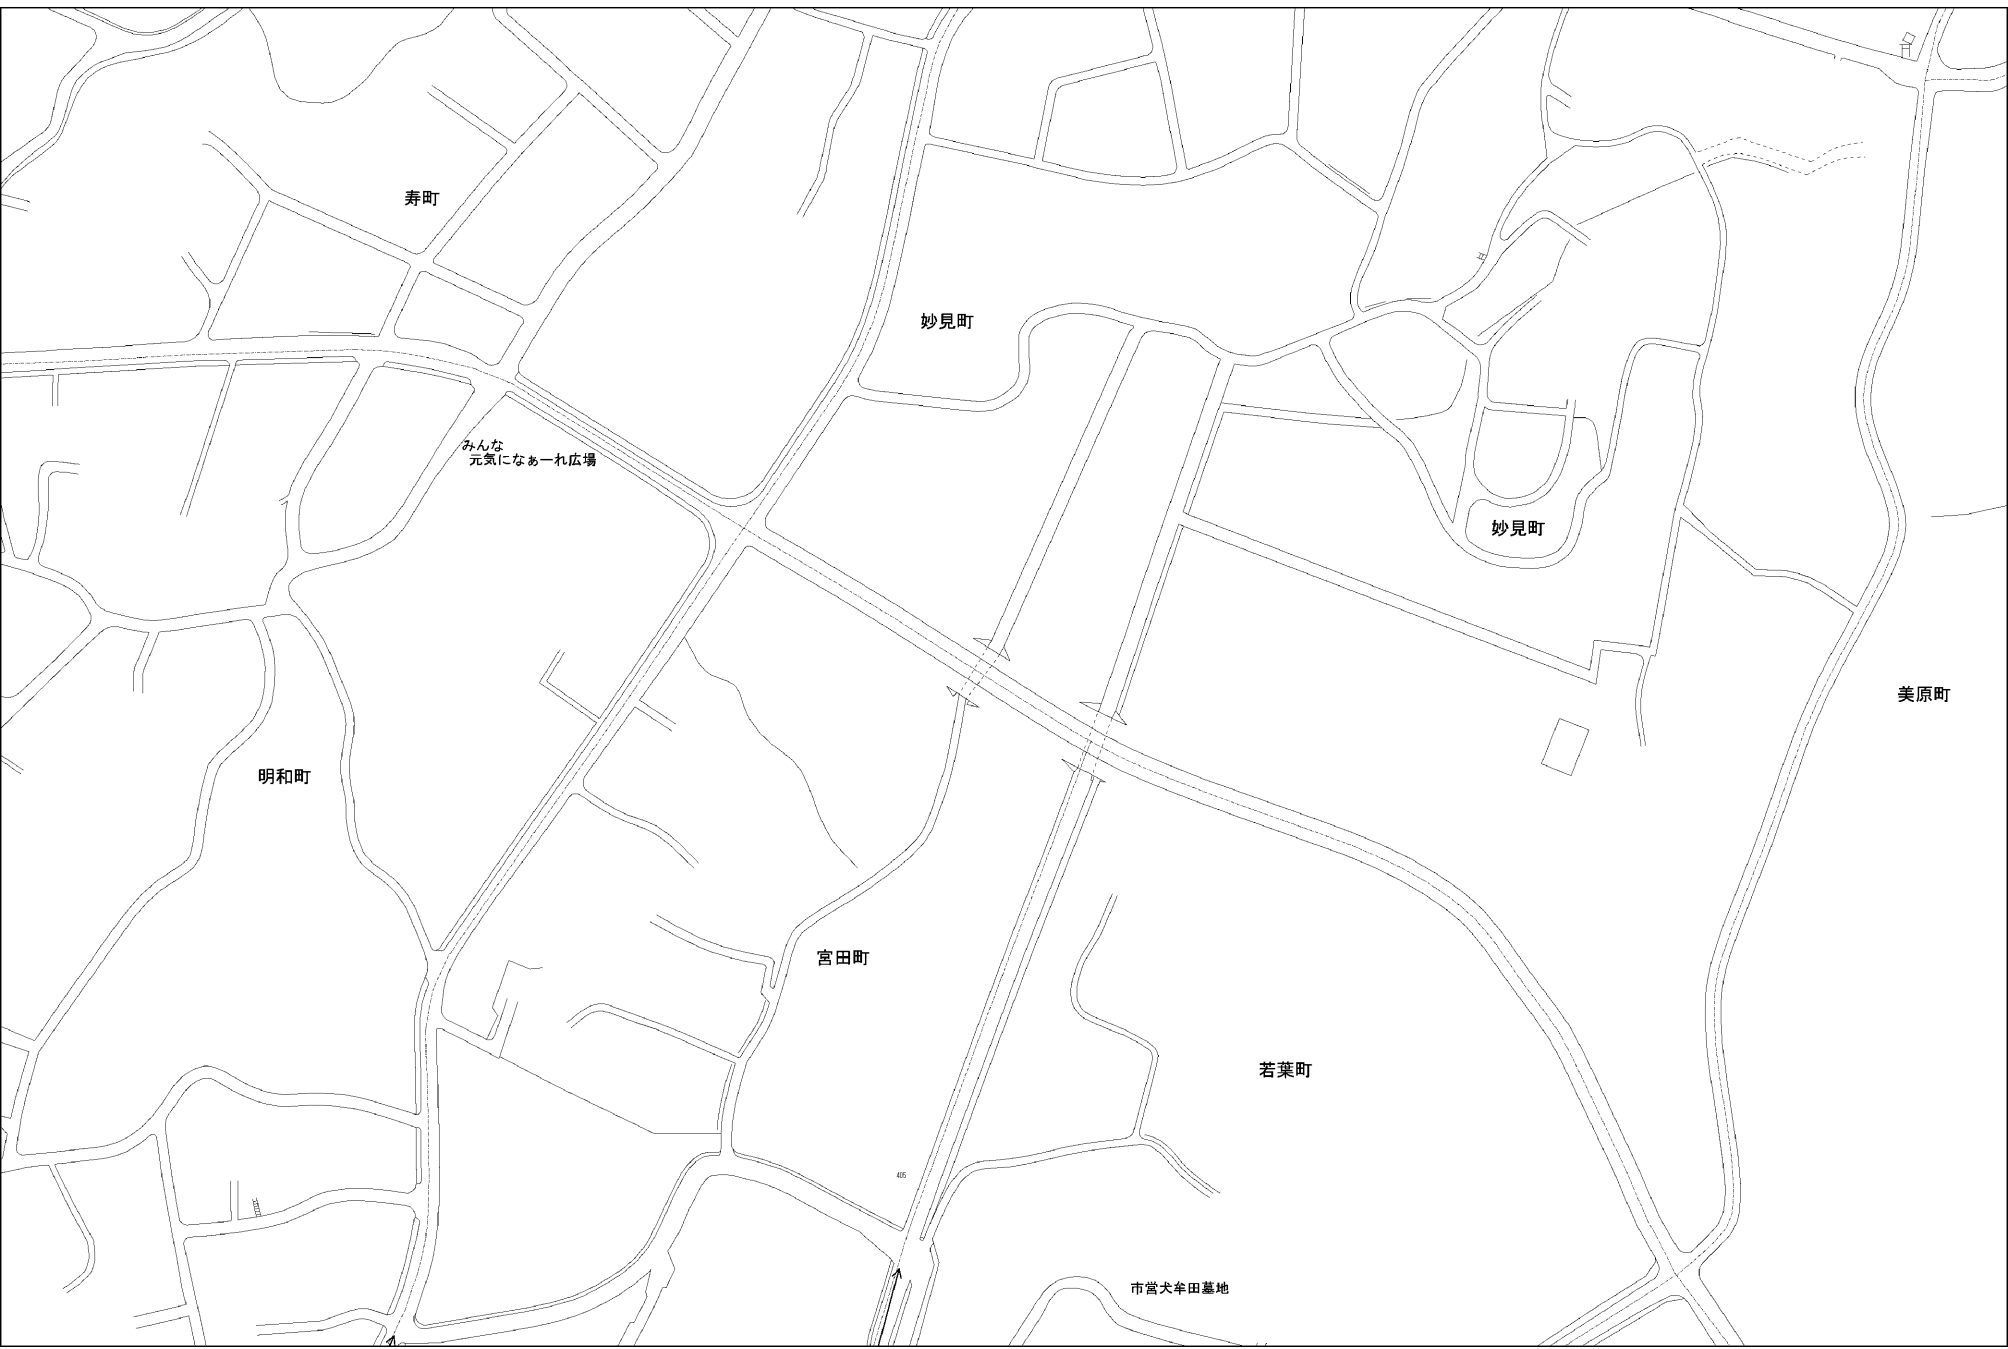 寿町
妙見町
みんな
元気になぁーれ広場
妙見町
美原町
明和町
宮田町
若葉町
405
市営犬牟田墓地